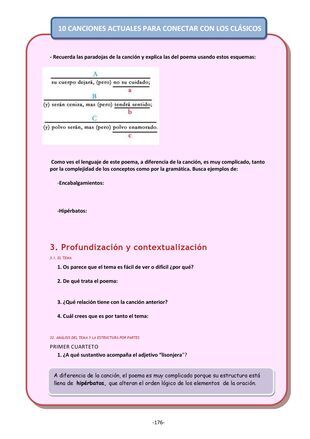 10 CANCIONES ACTUALES PARA CONECTAR CON LOS CLÁSICOS
- Recuerda las paradojas de la canción y explica las del poema usando estos esquemas:
A
su cuerpo dejará, (pero) no su cuidado;
a
B
(y) serán ceniza, mas (pero) tendrá sentido;
b
C
(y) polvo serán, mas (pero) polvo enamorado.
c
Como ves el lenguaje de este poema, a diferencia de la canción, es muy complicado, tanto
por la complejidad de los conceptos como por la gramática. Busca ejemplos de:
-Encabalgamientos:
-Hipérbatos:
3. Profundización y contextualización
3.1. EL TEMA
1. Os parece que el tema es fácil de ver o difícil ¿por qué?
2. De qué trata el poema:
3. ¿Qué relación tiene con la canción anterior?
4. Cuál crees que es por tanto el tema:
32. ANÁLISIS DEL TEMA Y LA ESTRUCTURA POR PARTES
PRIMER CUARTETO
1. ¿A qué sustantivo acompaña el adjetivo "lisonjera"?
A diferencia de la canción, el poema es muy complicado porque su estructura está
llena de hipérbatos, que alteran el orden lógico de los elementos de la oración.
-176-